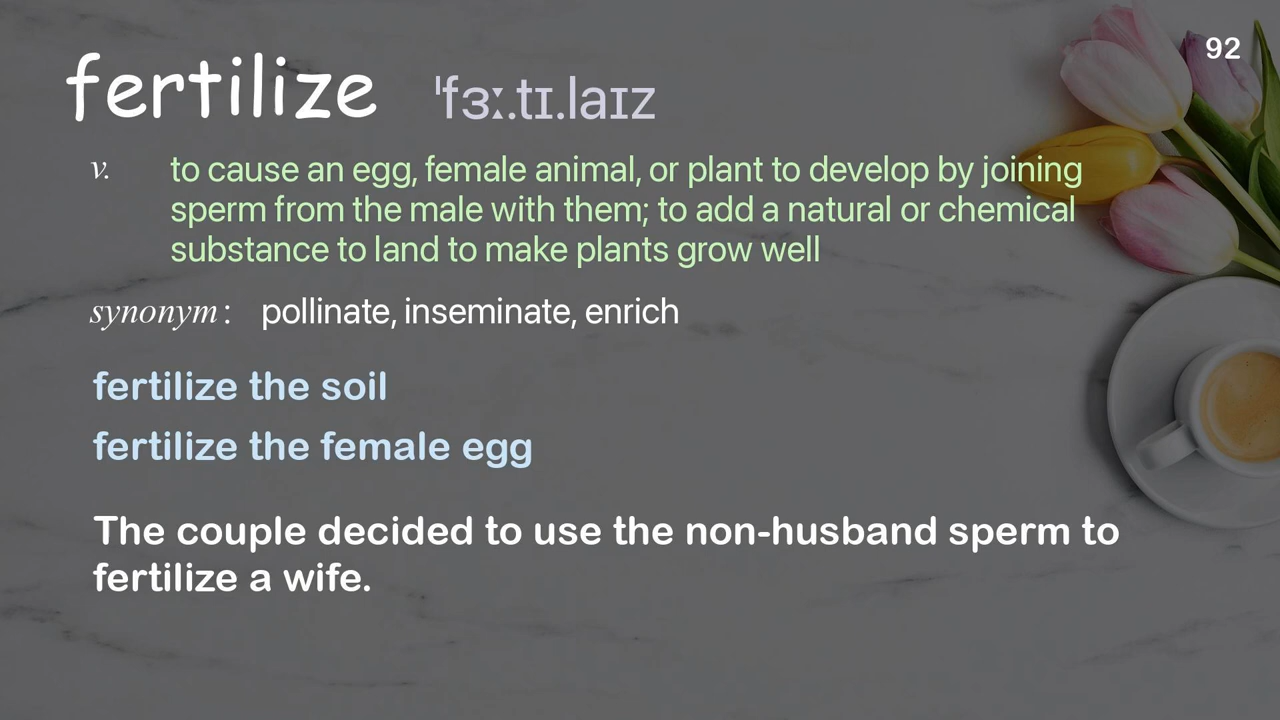 92
fertilize ˈfɜː.tɪ.laɪz
v. to cause an egg, female animal, or plant to develop by joining
sperm from the male with them; to add a natural or chemical
substance to land to make plants grow well
synonym : pollinate, inseminate, enrich
fertilize the soil
fertilize the female egg
The couple decided to use the non-husband sperm to
fertilize a wife.